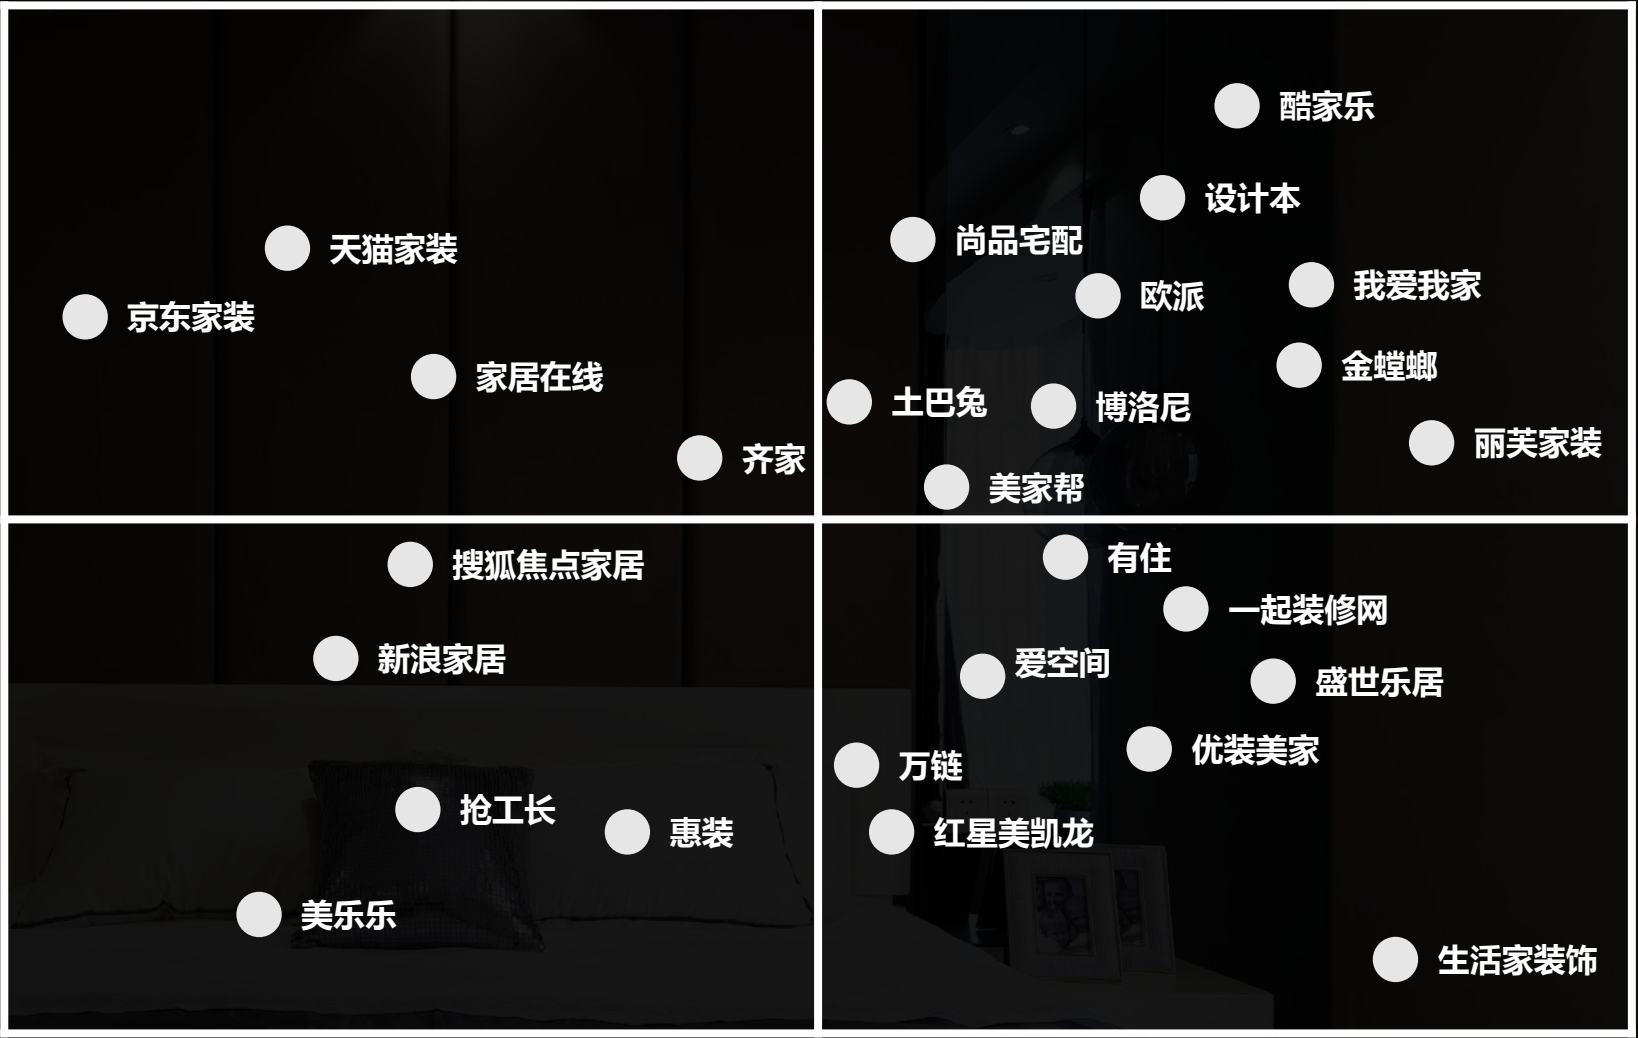 天猫家装
京东家装
家居在线
齐家
酷家乐
设计本
尚品宅配
欧派
我爱我家
金螳螂
土巴兔
博洛尼
丽芙家装
美家帮
搜狐焦点家居
新浪家居
抢工长
惠装
美乐乐
有住
一起装修网
爱空间
盛世乐居
优装美家
万链
红星美凯龙
生活家装饰